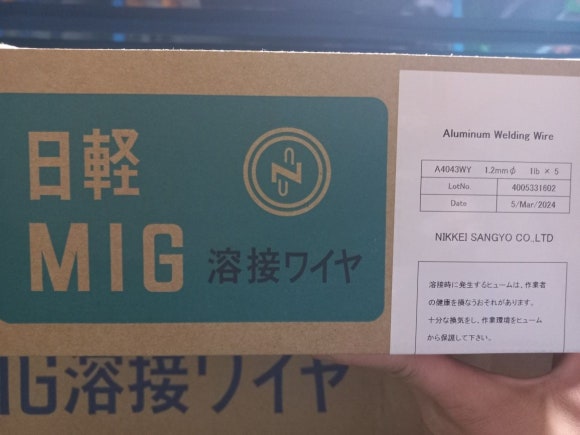 日軽
MIG 溶接ワイヤ
Aluminum Welding Wire
A4043WY 1.2mmφ 1lb × 5
LotNo 4005331602
Date 5/Mar/2024
NIKKEI SANGYO CO.,LTD
溶接時に発生するヒュームは、作業者
の健康を損なうおそれがあります。
十分な換気をし、作業環境をヒューム
から保護して下さい。
IG溶接ワイヤ